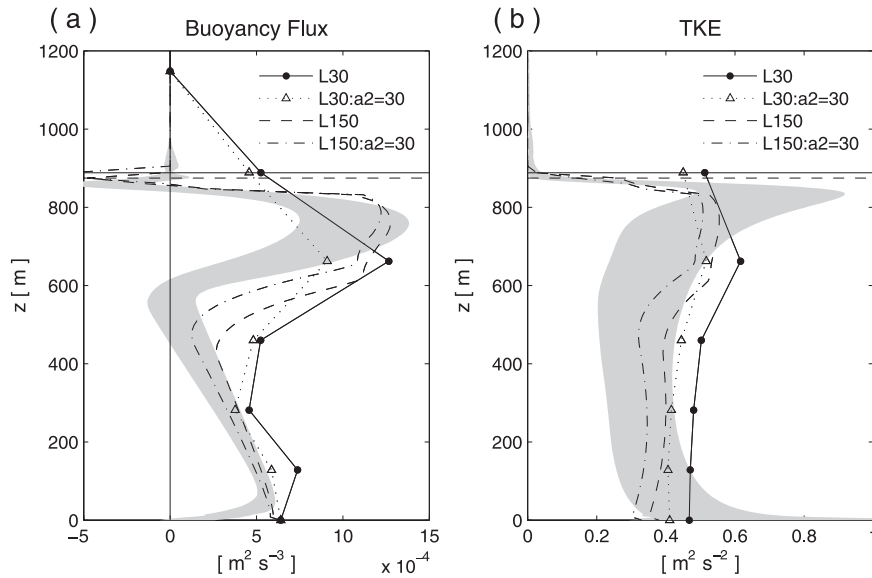 ( a )
Buoyancy Flux
1200
1000
800
600
400
200
0
z [ m ]
L30
L30:a2=30
L150
L150:a2=30
−5
0
5
10
15
[ m² s⁻³ ]
x 10⁻⁴
( b )
TKE
1200
1000
800
600
400
200
0
z [ m ]
L30
L30:a2=30
L150
L150:a2=30
0
0.2
0.4
0.6
0.8
1
[ m² s⁻² ]